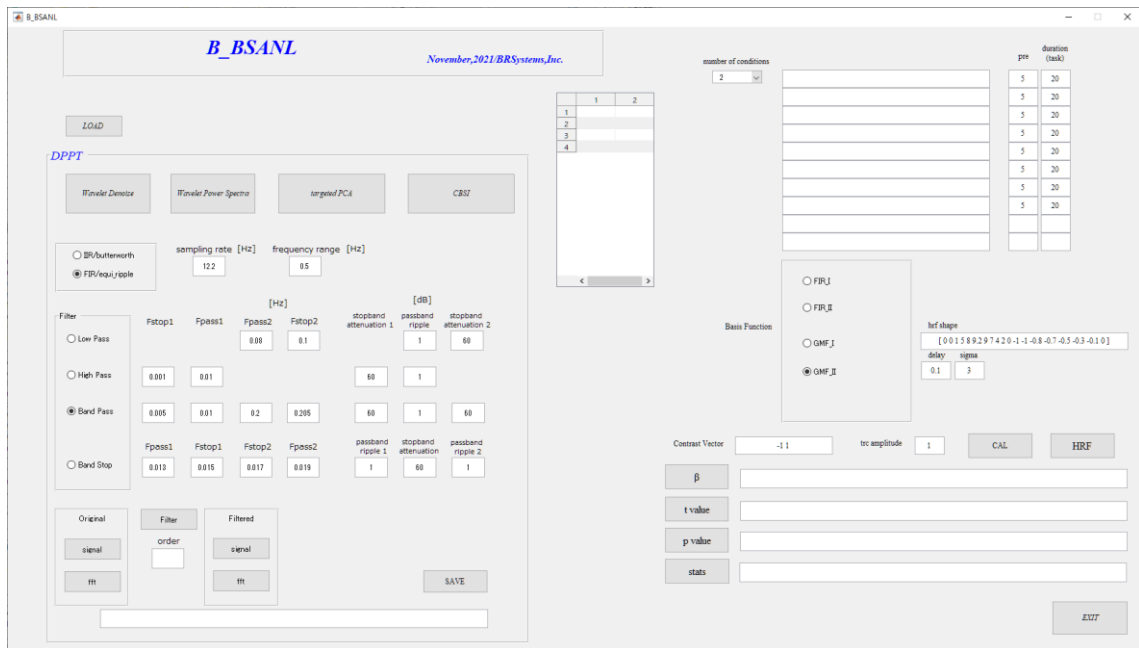 B_BSANL
B_BSANL
November,2021/BRSystems,Inc.
LOAD
DPPT
Wavelet Denoize Wavelet Power Spectra targeted PCA CBSI
IIR/butterworth
FIR/equi_ripple
sampling rate [Hz] frequency range [Hz]
12.2 0.5
[Hz] [dB]
Filter
Fstop1 Fpass1 Fpass2 Fstop2 stopband attenuation 1 passband ripple stopband attenuation 2
Low Pass 0.08 0.1 1 60
High Pass 0.001 0.01 60 1
Band Pass 0.005 0.01 0.2 0.205 60 1 60
Fpass1 Fstop1 Fstop2 Fpass2 passband ripple 1 stopband attenuation passband ripple 2
Band Stop 0.013 0.015 0.017 0.019 1 60 1
Original Filter Filtered
signal order signal
fft fft
SAVE
1 2
1
2
3
4
number of conditions
2
pre duration (task)
5 20
5 20
5 20
5 20
5 20
5 20
5 20
5 20
Basis Function
FIR_I
FIR_II
GMF_I
GMF_II
hrf shape
[ 0 0 1 5 8 9.2 9 7 4 2 0 -1 -1 -0.8 -0.7 -0.5 -0.3 -0.1 0 ]
delay sigma
0.1 3
Contrast Vector -1 1 trc amplitude 1 CAL HRF
β
t value
p value
stats
EXIT